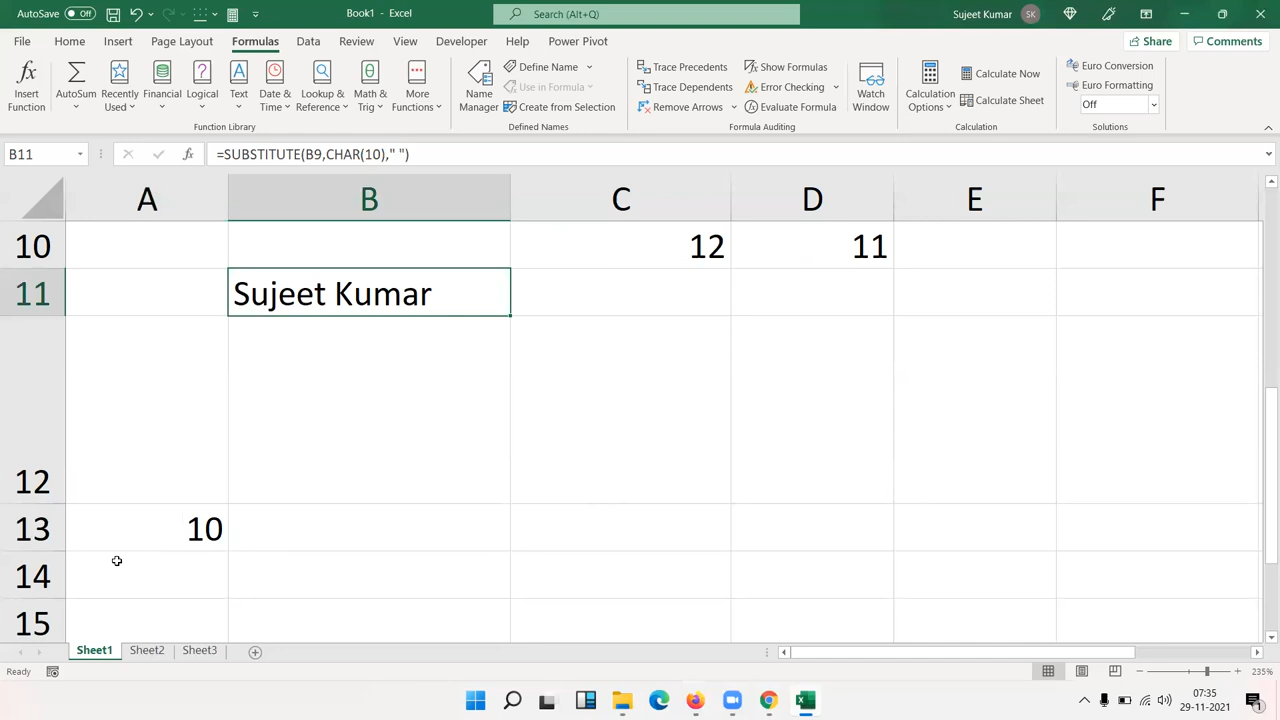 AutoSave Off Book1 - Excel Search (Alt+Q) Sujeet Kumar SK
File Home Insert Page Layout Formulas Data Review View Developer Help Power Pivot Share Comments
Insert Function
AutoSum
Recently Used
Financial
Logical
Text
Date & Time
Lookup & Reference
Math & Trig
More Functions
Function Library
Name Manager
Define Name
Use in Formula
Create from Selection
Defined Names
Trace Precedents
Trace Dependents
Remove Arrows
Show Formulas
Error Checking
Evaluate Formula
Formula Auditing
Watch Window
Calculation Options
Calculate Now
Calculate Sheet
Calculation
Euro Conversion
Euro Formatting
Off
Solutions
B11 fx =SUBSTITUTE(B9,CHAR(10)," ")
A B C D E F
10 12 11
11 Sujeet Kumar
12
13 10
14
15
Sheet1 Sheet2 Sheet3
Ready 235%
07:35
29-11-2021
1